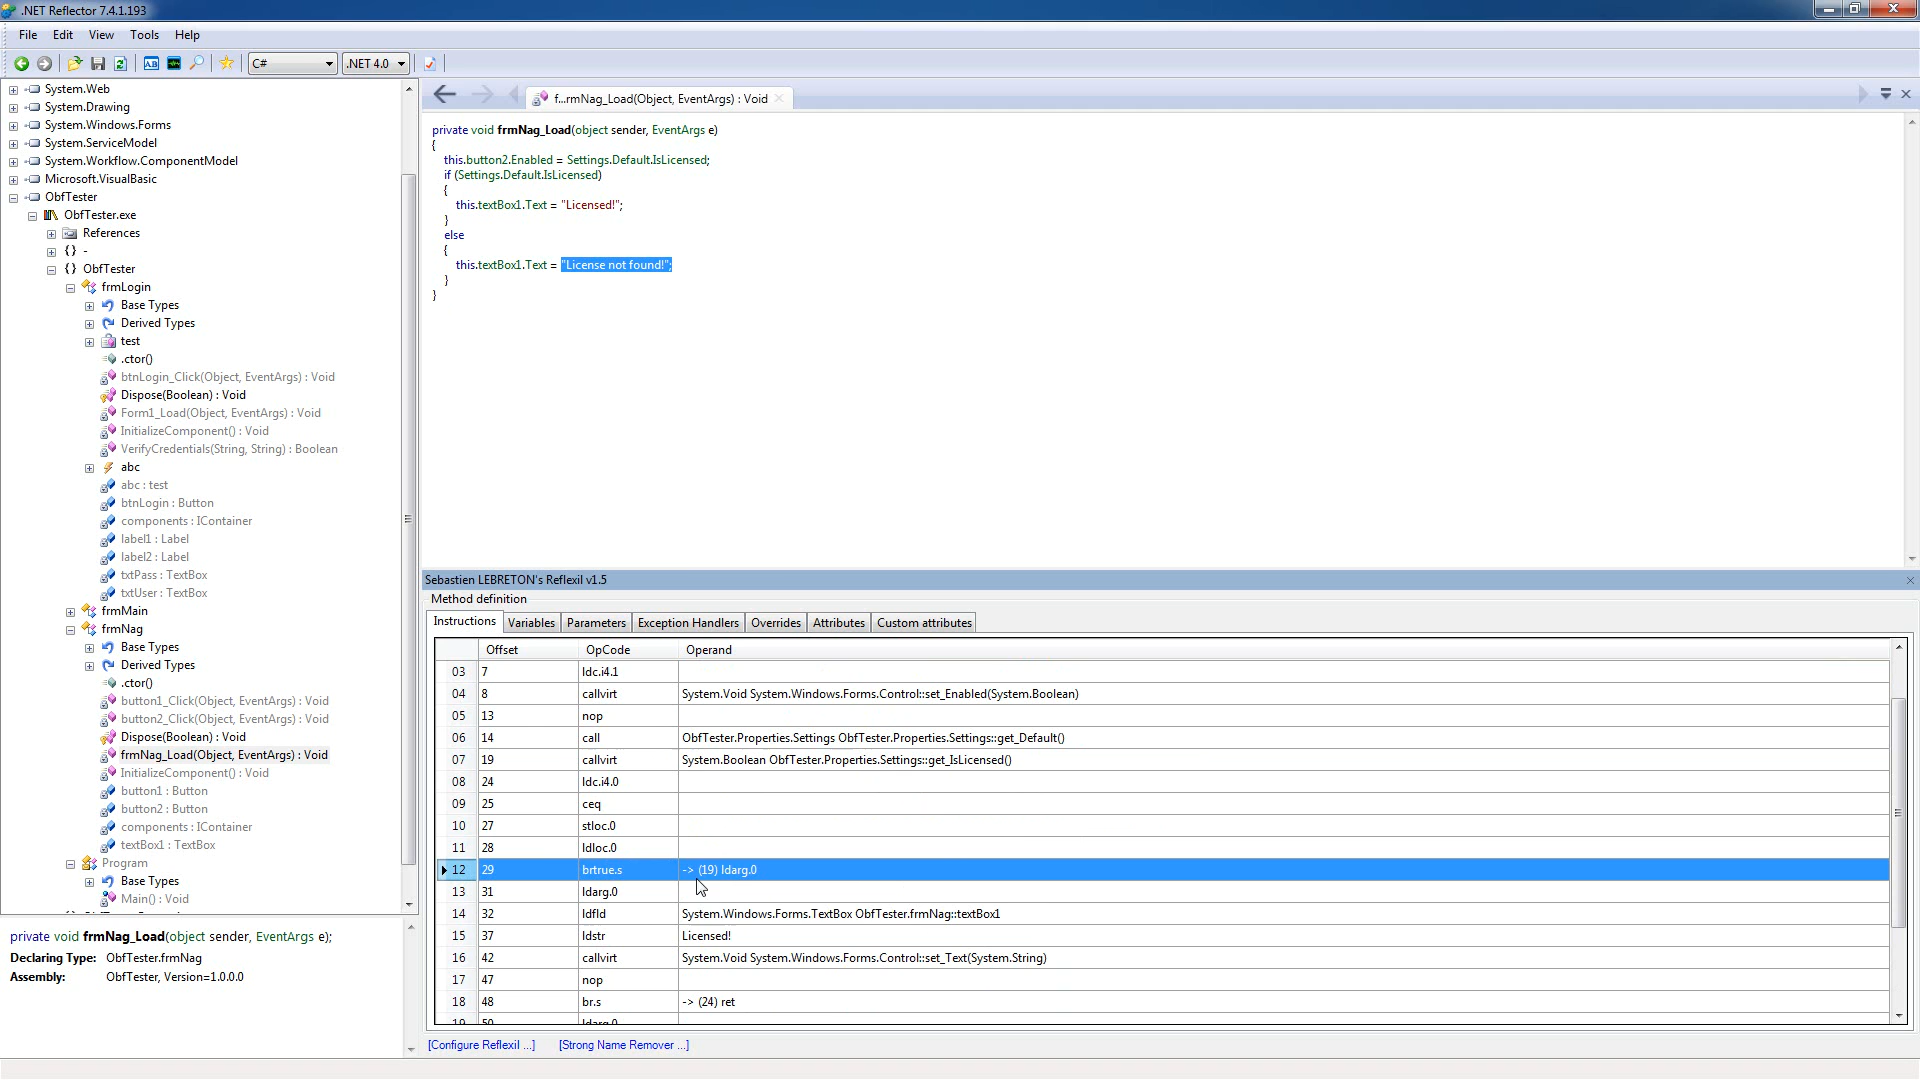 .NET Reflector 7.4.1.193
File Edit View Tools Help
C# .NET 4.0
System.Web
System.Drawing
System.Windows.Forms
System.ServiceModel
System.Workflow.ComponentModel
Microsoft.VisualBasic
ObfTester
ObfTester.exe
References
{} -
{} ObfTester
frmLogin
Base Types
Derived Types
test
.ctor()
btnLogin_Click(Object, EventArgs) : Void
Dispose(Boolean) : Void
Form1_Load(Object, EventArgs) : Void
InitializeComponent() : Void
VerifyCredentials(String, String) : Boolean
abc
abc : test
btnLogin : Button
components : IContainer
label1 : Label
label2 : Label
txtPass : TextBox
txtUser : TextBox
frmMain
frmNag
Base Types
Derived Types
.ctor()
button1_Click(Object, EventArgs) : Void
button2_Click(Object, EventArgs) : Void
Dispose(Boolean) : Void
frmNag_Load(Object, EventArgs) : Void
InitializeComponent() : Void
button1 : Button
button2 : Button
components : IContainer
textBox1 : TextBox
Program
Base Types
Main() : Void
private void frmNag_Load(object sender, EventArgs e);
Declaring Type: ObfTester.frmNag
Assembly: ObfTester, Version=1.0.0.0
f...rmNag_Load(Object, EventArgs) : Void
private void frmNag_Load(object sender, EventArgs e)
{
this.button2.Enabled = Settings.Default.IsLicensed;
if (Settings.Default.IsLicensed)
{
this.textBox1.Text = "Licensed!";
}
else
{
this.textBox1.Text = "License not found!";
}
}
Sebastien LEBRETON's Reflexil v1.5
Method definition
Instructions Variables Parameters Exception Handlers Overrides Attributes Custom attributes
Offset OpCode Operand
03 7 ldc.i4.1
04 8 callvirt System.Void System.Windows.Forms.Control::set_Enabled(System.Boolean)
05 13 nop
06 14 call ObfTester.Properties.Settings ObfTester.Properties.Settings::get_Default()
07 19 callvirt System.Boolean ObfTester.Properties.Settings::get_IsLicensed()
08 24 ldc.i4.0
09 25 ceq
10 27 stloc.0
11 28 ldloc.0
12 29 brtrue.s -> (19) ldarg.0
13 31 ldarg.0
14 32 ldfld System.Windows.Forms.TextBox ObfTester.frmNag::textBox1
15 37 ldstr Licensed!
16 42 callvirt System.Void System.Windows.Forms.Control::set_Text(System.String)
17 47 nop
18 48 br.s -> (24) ret
19 50 ldarg.0
[Configure Reflexil ...] [Strong Name Remover ...]